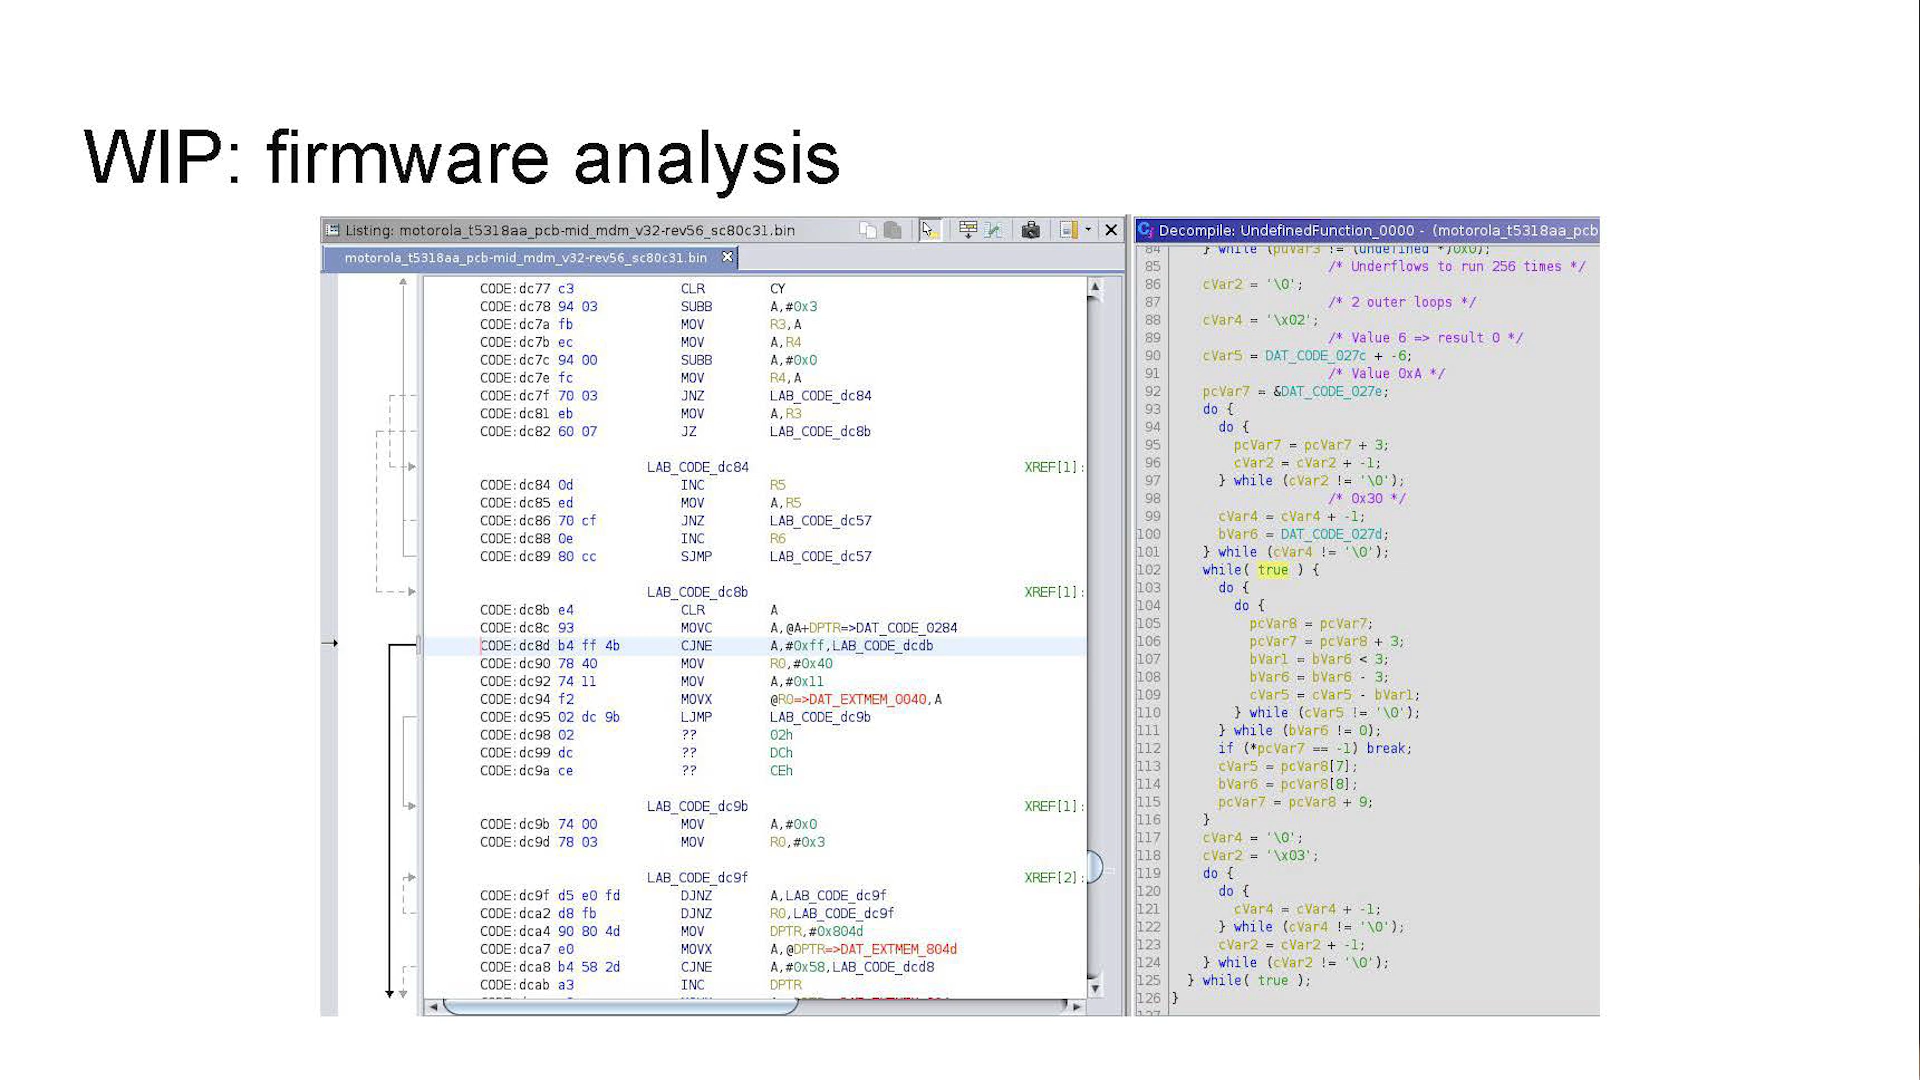 WIP: firmware analysis
Listing: motorola_t5318aa_pcb-mid_mdm_v32-rev56_sc80c31.bin
motorola_t5318aa_pcb-mid_mdm_v32-rev56_sc80c31.bin
CODE:dc77 c3 CLR CY
CODE:dc78 94 03 SUBB A,#0x3
CODE:dc7a fb MOV R3,A
CODE:dc7b ec MOV A,R4
CODE:dc7c 94 00 SUBB A,#0x0
CODE:dc7e fc MOV R4,A
CODE:dc7f 70 03 JNZ LAB_CODE_dc84
CODE:dc81 eb MOV A,R3
CODE:dc82 60 07 JZ LAB_CODE_dc8b
LAB_CODE_dc84 XREF[1]:
CODE:dc84 0d INC R5
CODE:dc85 ed MOV A,R5
CODE:dc86 70 cf JNZ LAB_CODE_dc57
CODE:dc88 0e INC R6
CODE:dc89 80 cc SJMP LAB_CODE_dc57
LAB_CODE_dc8b XREF[1]:
CODE:dc8b e4 CLR A
CODE:dc8c 93 MOVC A,@A+DPTR=>DAT_CODE_0284
CODE:dc8d b4 ff 4b CJNE A,#0xff,LAB_CODE_dcdb
CODE:dc90 78 40 MOV R0,#0x40
CODE:dc92 74 11 MOV A,#0x11
CODE:dc94 f2 MOVX @R0=>DAT_EXTMEM_0040,A
CODE:dc95 02 dc 9b LJMP LAB_CODE_dc9b
CODE:dc98 02 ?? 02h
CODE:dc99 dc ?? DCh
CODE:dc9a ce ?? CEh
LAB_CODE_dc9b XREF[1]:
CODE:dc9b 74 00 MOV A,#0x0
CODE:dc9d 78 03 MOV R0,#0x3
LAB_CODE_dc9f XREF[2]:
CODE:dc9f d5 e0 fd DJNZ A,LAB_CODE_dc9f
CODE:dca2 d8 fb DJNZ R0,LAB_CODE_dc9f
CODE:dca4 90 80 4d MOV DPTR,#0x804d
CODE:dca7 e0 MOVX A,@DPTR=>DAT_EXTMEM_804d
CODE:dca8 b4 58 2d CJNE A,#0x58,LAB_CODE_dcd8
CODE:dcab a3 INC DPTR
Decompile: UndefinedFunction_0000 - (motorola_t5318aa_pcb
84 } while (puVar3 != (undefined *)0x0);
85 /* Underflows to run 256 times */
86 cVar2 = '\0';
87 /* 2 outer loops */
88 cVar4 = '\x02';
89 /* Value 6 => result 0 */
90 cVar5 = DAT_CODE_027c + -6;
91 /* Value 0xA */
92 pcVar7 = &DAT_CODE_027e;
93 do {
94 do {
95 pcVar7 = pcVar7 + 3;
96 cVar2 = cVar2 + -1;
97 } while (cVar2 != '\0');
98 /* 0x30 */
99 cVar4 = cVar4 + -1;
100 bVar6 = DAT_CODE_027d;
101 } while (cVar4 != '\0');
102 while( true ) {
103 do {
104 do {
105 pcVar8 = pcVar7;
106 pcVar7 = pcVar8 + 3;
107 bVar1 = bVar6 < 3;
108 bVar6 = bVar6 - 3;
109 cVar5 = cVar5 - bVar1;
110 } while (cVar5 != '\0');
111 } while (bVar6 != 0);
112 if (*pcVar7 == -1) break;
113 cVar5 = pcVar8[7];
114 bVar6 = pcVar8[8];
115 pcVar7 = pcVar8 + 9;
116 }
117 cVar4 = '\0';
118 cVar2 = '\x03';
119 do {
120 do {
121 cVar4 = cVar4 + -1;
122 } while (cVar4 != '\0');
123 cVar2 = cVar2 + -1;
124 } while (cVar2 != '\0');
125 } while( true );
126 }